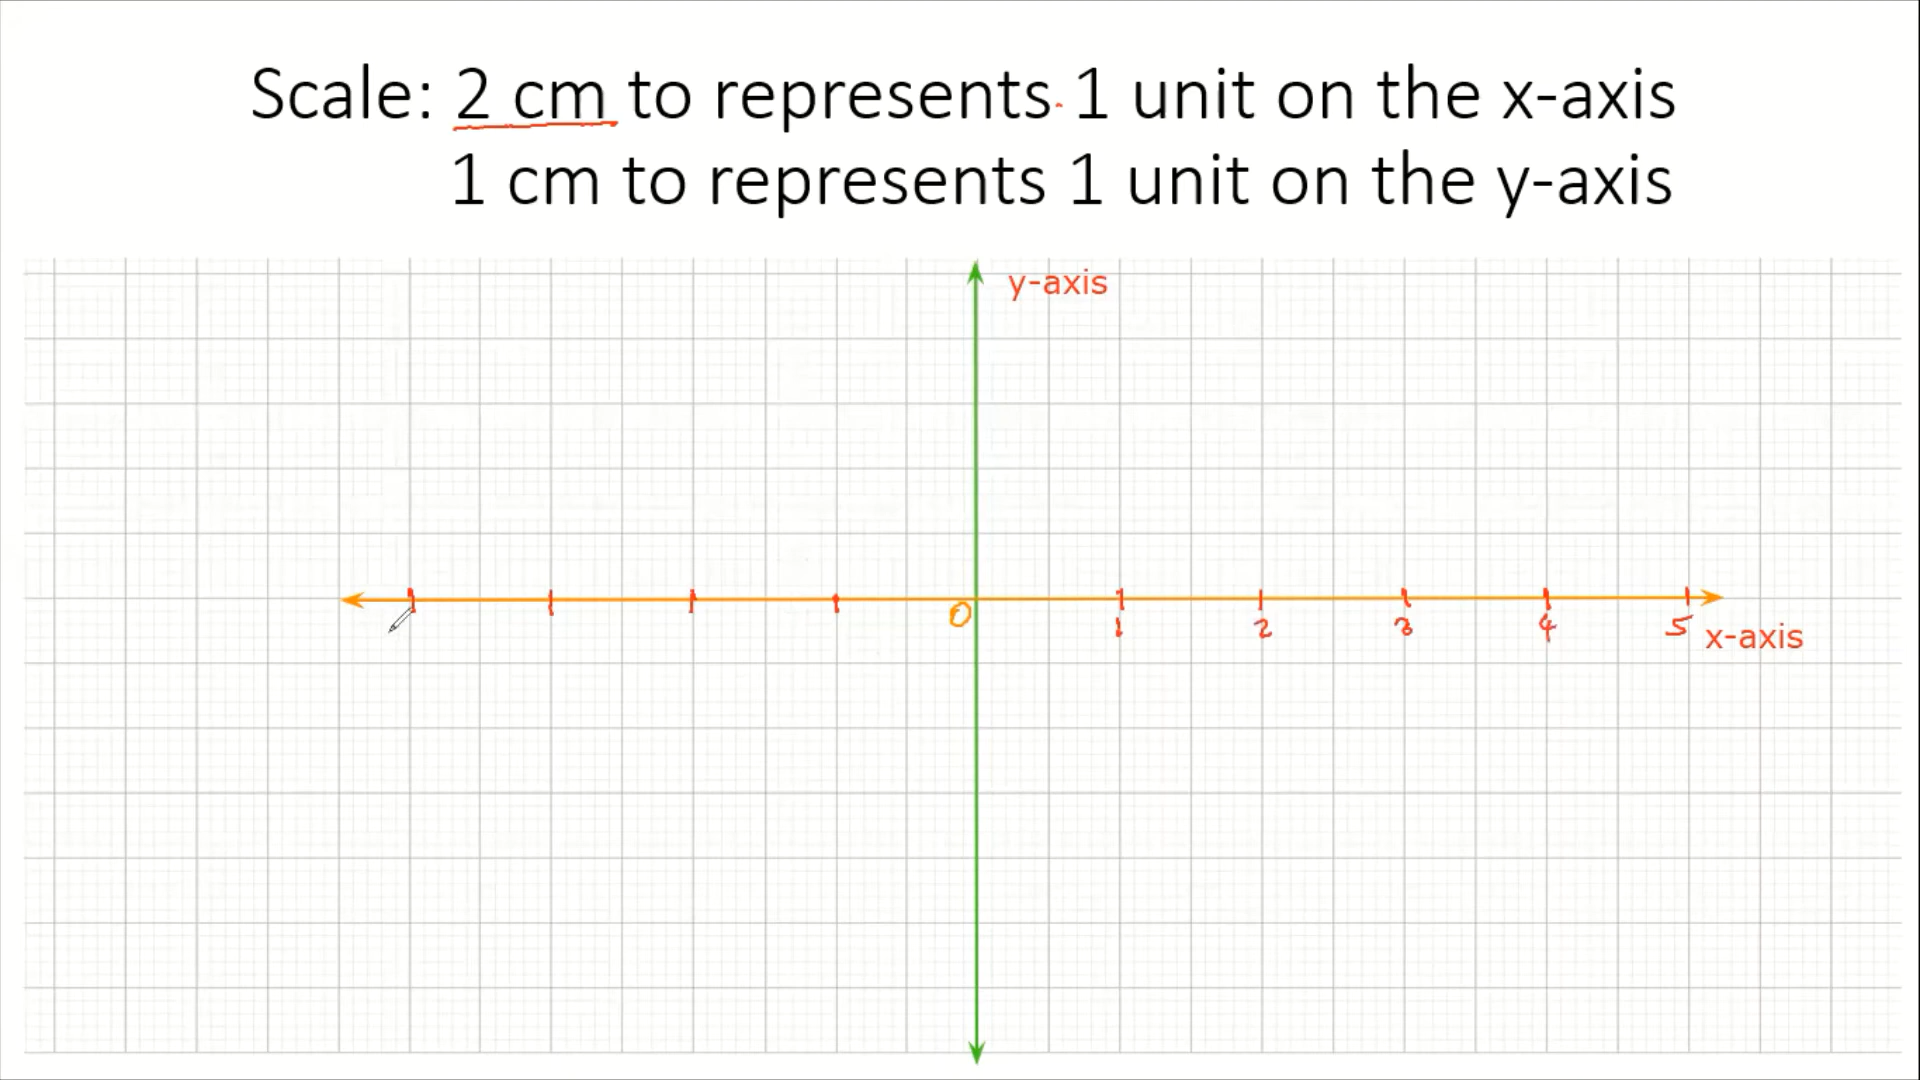 Scale: 2 cm to represents 1 unit on the x-axis
1 cm to represents 1 unit on the y-axis
y-axis
0
1 2 3 4 5
x-axis